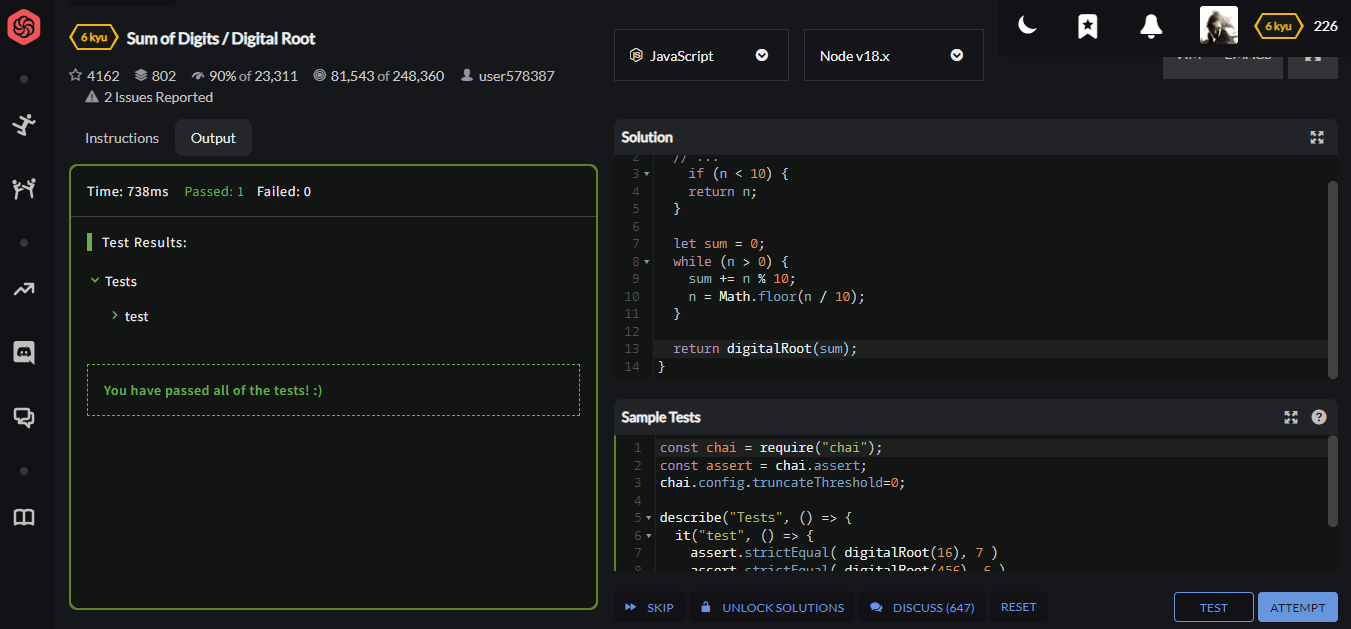 6 kyu Sum of Digits / Digital Root
4162 802 90% of 23,311 81,543 of 248,360 user578387
2 Issues Reported
Instructions Output
Time: 738ms Passed: 1 Failed: 0
Test Results:
Tests
test
You have passed all of the tests! :)
JavaScript
Node v18.x
6 kyu 226
VIM EMACS
Solution
2 // ...
3 if (n < 10) {
4 return n;
5 }
6
7 let sum = 0;
8 while (n > 0) {
9 sum += n % 10;
10 n = Math.floor(n / 10);
11 }
12
13 return digitalRoot(sum);
14 }
Sample Tests
1 const chai = require("chai");
2 const assert = chai.assert;
3 chai.config.truncateThreshold=0;
4
5 describe("Tests", () => {
6 it("test", () => {
7 assert.strictEqual( digitalRoot(16), 7 )
8 assert.strictEqual( digitalRoot(456), 6 )
SKIP UNLOCK SOLUTIONS DISCUSS (647) RESET
TEST ATTEMPT